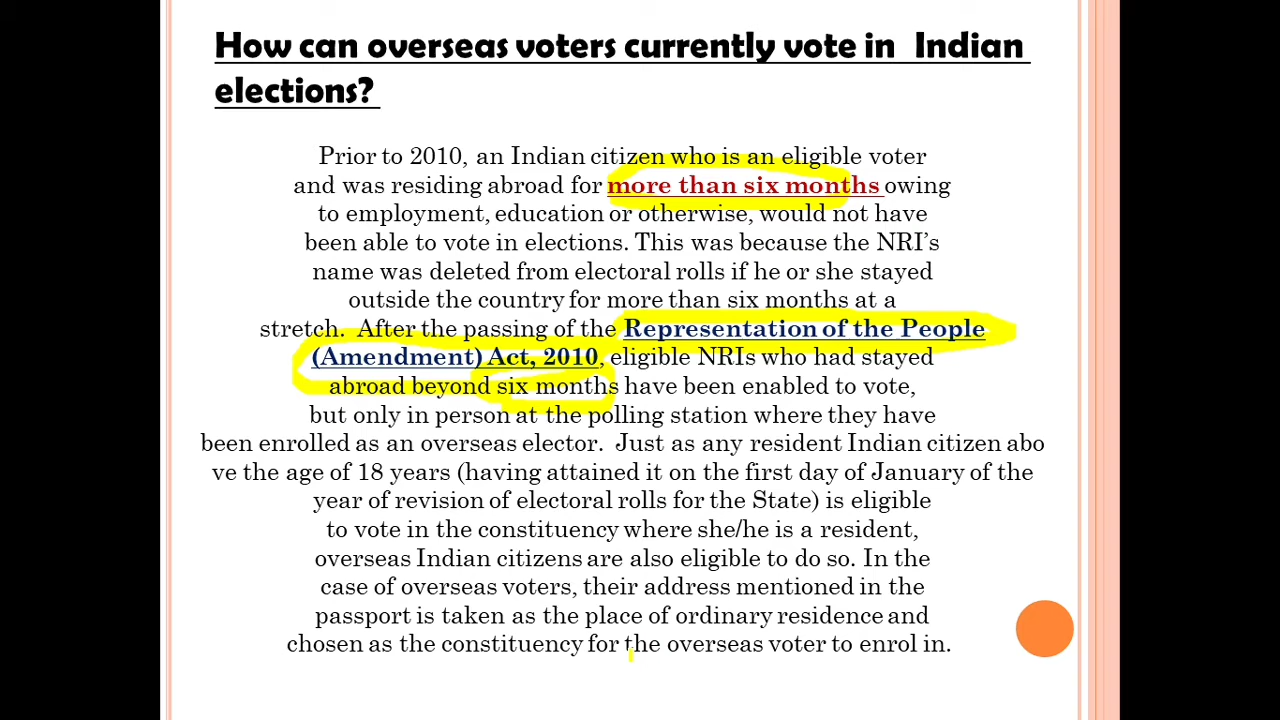 How can overseas voters currently vote in Indian
elections?
Prior to 2010, an Indian citizen who is an eligible voter
and was residing abroad for more than six months owing
to employment, education or otherwise, would not have
been able to vote in elections. This was because the NRI’s
name was deleted from electoral rolls if he or she stayed
outside the country for more than six months at a
stretch. After the passing of the Representation of the People
(Amendment) Act, 2010, eligible NRIs who had stayed
abroad beyond six months have been enabled to vote,
but only in person at the polling station where they have
been enrolled as an overseas elector. Just as any resident Indian citizen abo
ve the age of 18 years (having attained it on the first day of January of the
year of revision of electoral rolls for the State) is eligible
to vote in the constituency where she/he is a resident,
overseas Indian citizens are also eligible to do so. In the
case of overseas voters, their address mentioned in the
passport is taken as the place of ordinary residence and
chosen as the constituency for the overseas voter to enrol in.